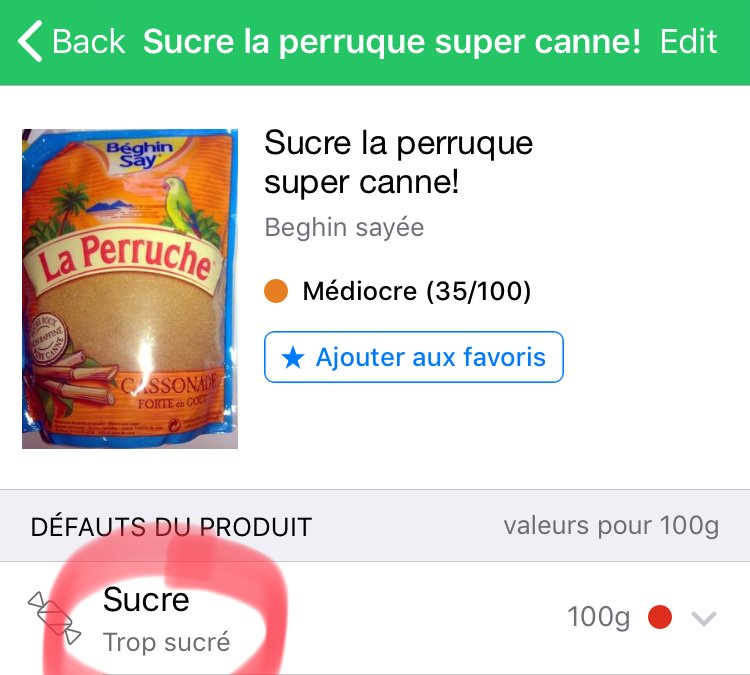 Back Sucre la perruque super canne! Edit
Béghin
Say
La Perruche
CASSONADE
FORTE en GOÛT
Sucre la perruque
super canne!
Beghin sayée
Médiocre (35/100)
Ajouter aux favoris
DÉFAUTS DU PRODUIT valeurs pour 100g
Sucre
100g
Trop sucré